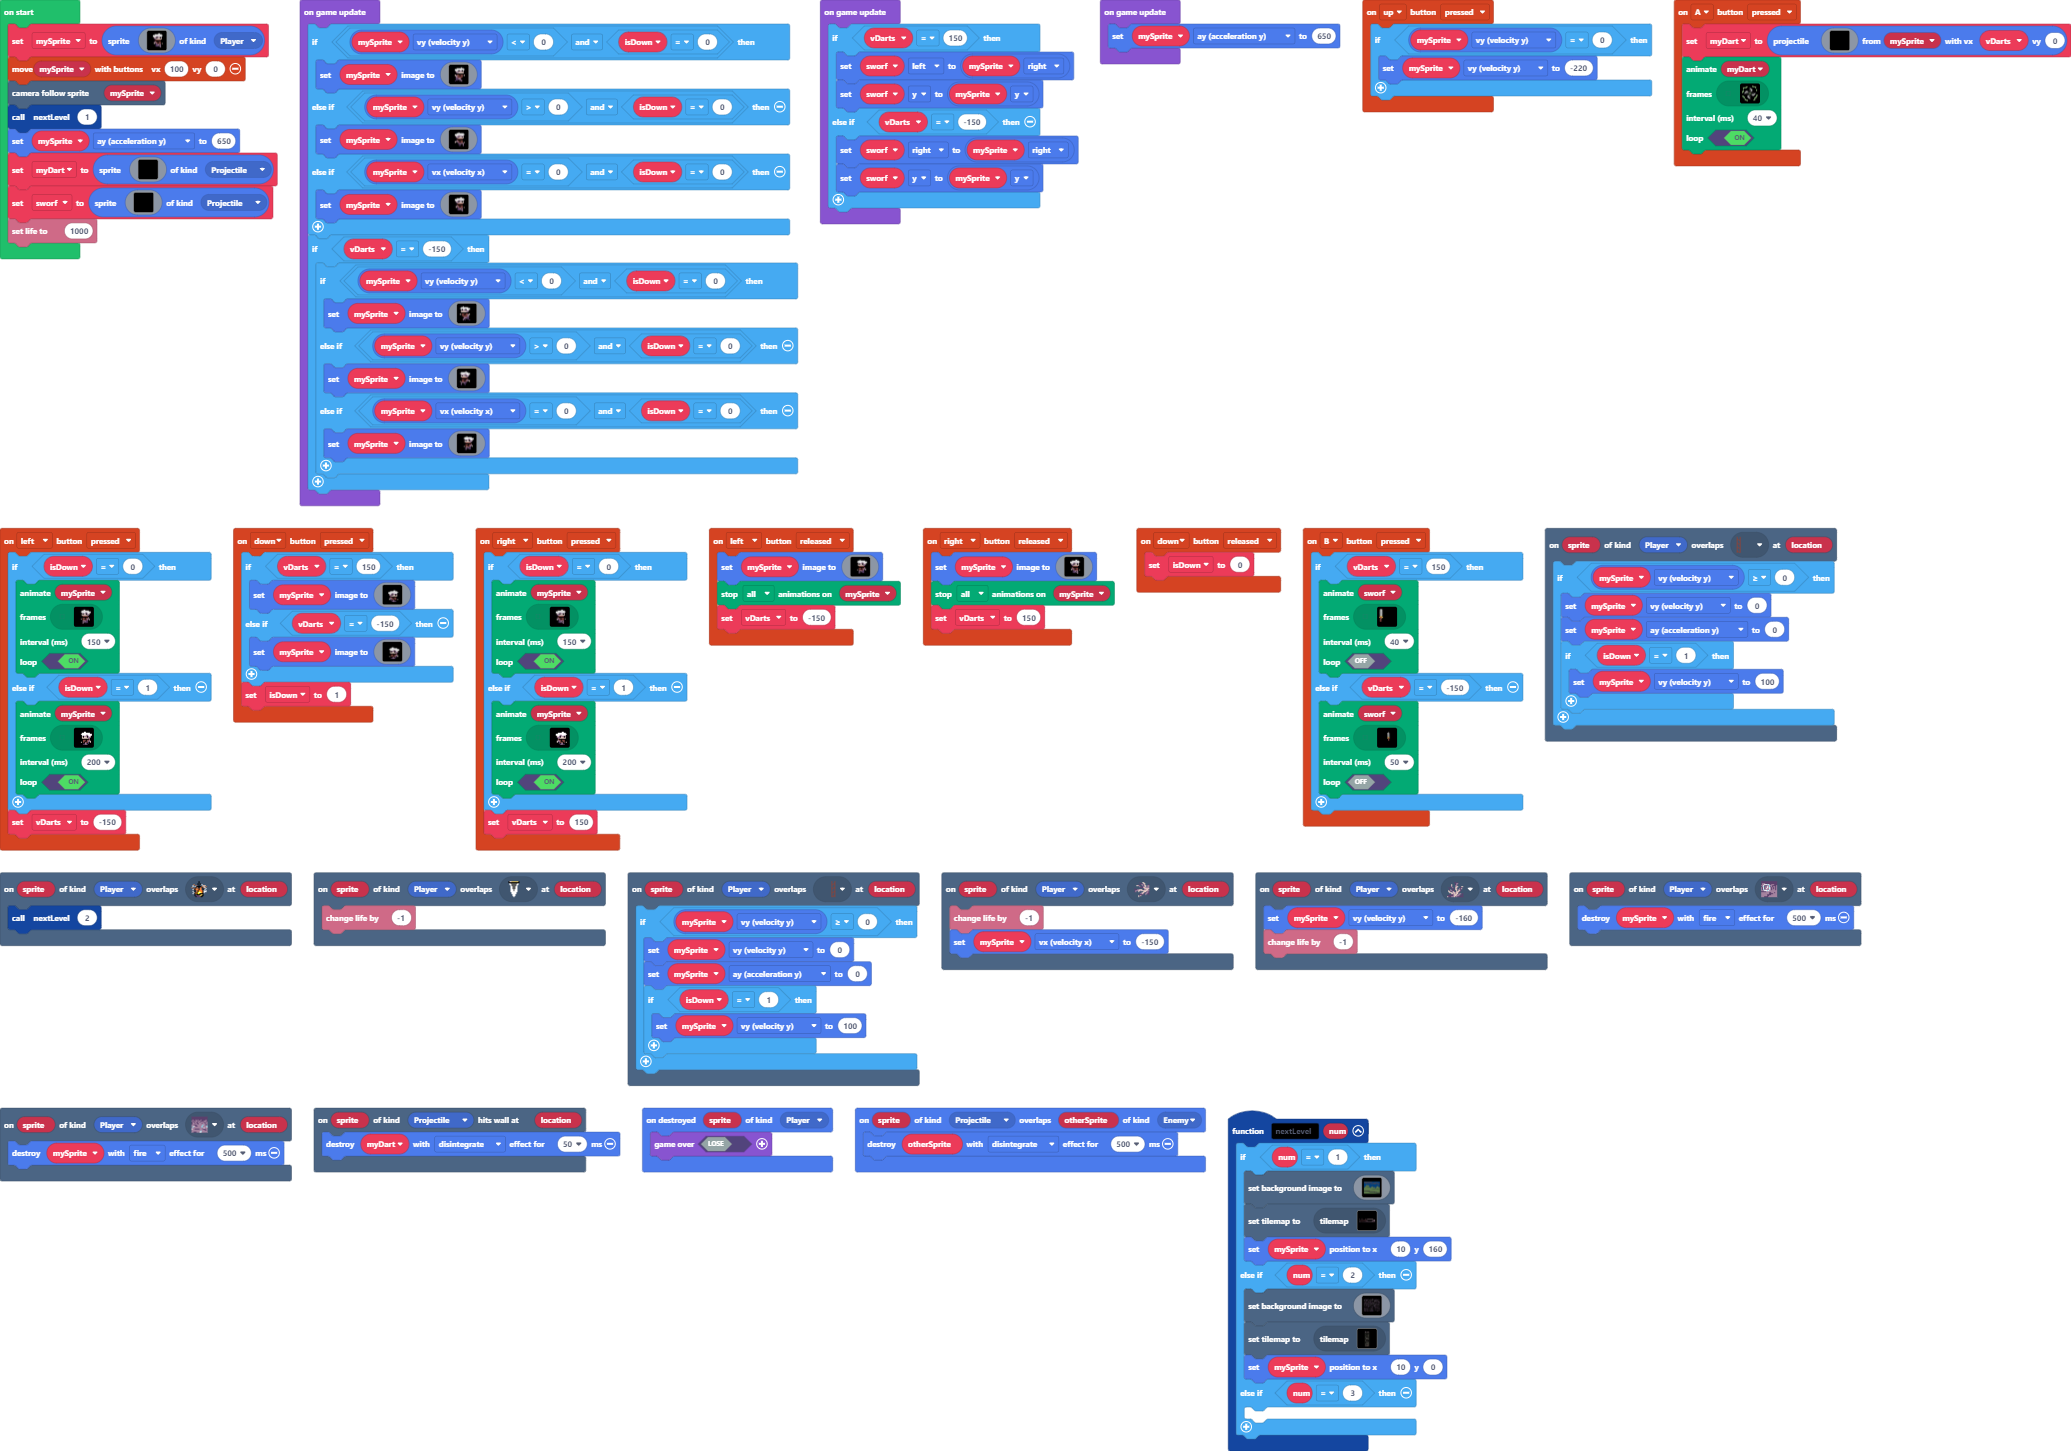 on start
set mySprite to sprite of kind Player
move mySprite with buttons vx 100 vy 0
camera follow sprite mySprite
call nextLevel 1
set mySprite ay (acceleration y) to 650
set myDart to sprite of kind Projectile
set sworf to sprite of kind Projectile
set life to 1000
on game update
if mySprite vy (velocity y) < 0 and isDown = 0 then
set mySprite image to
else if mySprite vy (velocity y) > 0 and isDown = 0 then
set mySprite image to
else if mySprite vx (velocity x) = 0 and isDown = 0 then
set mySprite image to
if vDarts = -150 then
if mySprite vy (velocity y) < 0 and isDown = 0 then
set mySprite image to
else if mySprite vy (velocity y) > 0 and isDown = 0 then
set mySprite image to
else if mySprite vx (velocity x) = 0 and isDown = 0 then
set mySprite image to
on game update
if vDarts = 150 then
set sworf left to mySprite right
set sworf y to mySprite y
else if vDarts = -150 then
set sworf right to mySprite right
set sworf y to mySprite y
on game update
set mySprite ay (acceleration y) to 650
on up button pressed
if mySprite vy (velocity y) = 0 then
set mySprite vy (velocity y) to -220
on A button pressed
set myDart to projectile from mySprite with vx vDarts vy 0
animate myDart
frames
interval (ms) 40
loop ON
on left button pressed
if isDown = 0 then
animate mySprite
frames
interval (ms) 150
loop ON
else if isDown = 1 then
animate mySprite
frames
interval (ms) 200
loop ON
set vDarts to -150
on down button pressed
if vDarts = 150 then
set mySprite image to
else if vDarts = -150 then
set mySprite image to
set isDown to 1
on right button pressed
if isDown = 0 then
animate mySprite
frames
interval (ms) 150
loop ON
else if isDown = 1 then
animate mySprite
frames
interval (ms) 200
loop ON
set vDarts to 150
on left button released
set mySprite image to
stop all animations on mySprite
set vDarts to -150
on right button released
set mySprite image to
stop all animations on mySprite
set vDarts to 150
on down button released
set isDown to 0
on B button pressed
if vDarts = 150 then
animate sworf
frames
interval (ms) 40
loop OFF
else if vDarts = -150 then
animate sworf
frames
interval (ms) 50
loop OFF
on sprite of kind Player overlaps at location
if mySprite vy (velocity y) ≥ 0 then
set mySprite vy (velocity y) to 0
set mySprite ay (acceleration y) to 0
if isDown = 1 then
set mySprite vy (velocity y) to 100
on sprite of kind Player overlaps at location
call nextLevel 2
on sprite of kind Player overlaps at location
change life by -1
on sprite of kind Player overlaps at location
if mySprite vy (velocity y) ≥ 0 then
set mySprite vy (velocity y) to 0
set mySprite ay (acceleration y) to 0
if isDown = 1 then
set mySprite vy (velocity y) to 100
on sprite of kind Player overlaps at location
change life by -1
set mySprite vx (velocity x) to -150
on sprite of kind Player overlaps at location
set mySprite vy (velocity y) to -160
change life by -1
on sprite of kind Player overlaps at location
destroy mySprite with fire effect for 500 ms
on sprite of kind Player overlaps at location
destroy mySprite with fire effect for 500 ms
on sprite of kind Projectile hits wall at location
destroy myDart with disintegrate effect for 50 ms
on destroyed sprite of kind Player
game over LOSE
on sprite of kind Projectile overlaps otherSprite of kind Enemy
destroy otherSprite with disintegrate effect for 500 ms
function nextLevel num
if num = 1 then
set background image to
set tilemap to tilemap
set mySprite position to x 10 y 160
else if num = 2 then
set background image to
set tilemap to tilemap
set mySprite position to x 10 y 0
else if num = 3 then